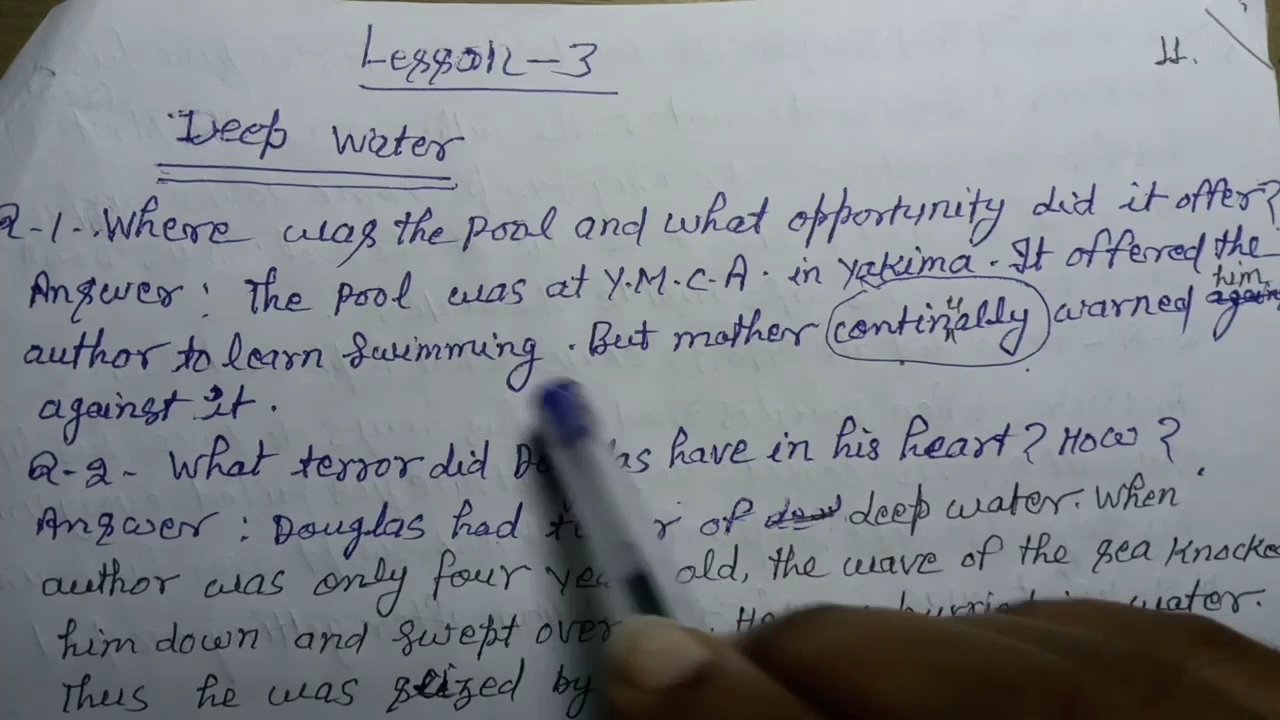 Lesson-3
11.
Deep Water
Q-1- Where was the pool and what opportunity did it offer?
Answer: The pool was at Y.M.C.A. in Yakima. It offered the
author to learn swimming. But mother continually warned him
against it.
Q-2- What terror did have in his heart? How?
Answer: Douglas had of deep water. When
author was only four old, the wave of the sea
him down and swept over
Thus he was seized by